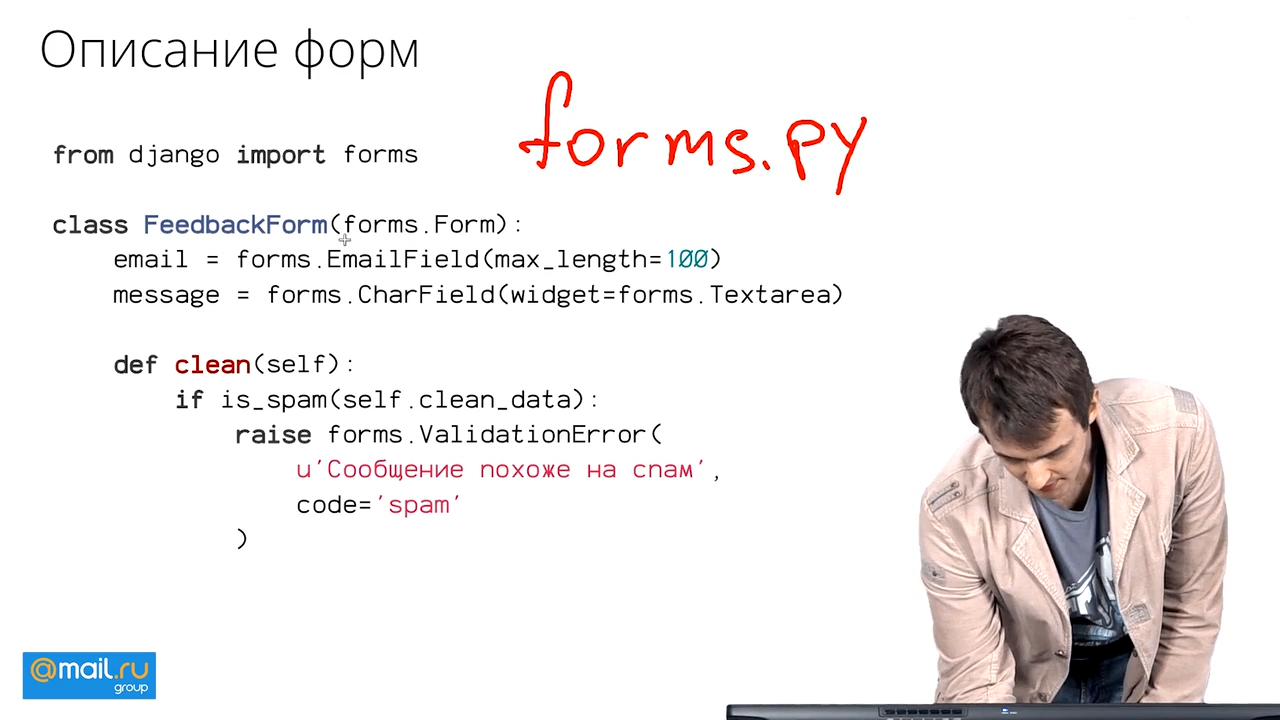 Описание форм
forms.py
from django import forms
class FeedbackForm(forms.Form):
email = forms.EmailField(max_length=100)
message = forms.CharField(widget=forms.Textarea)
def clean(self):
if is_spam(self.clean_data):
raise forms.ValidationError(
u'Сообщение похоже на спам',
code='spam'
)
@mail.ru
group